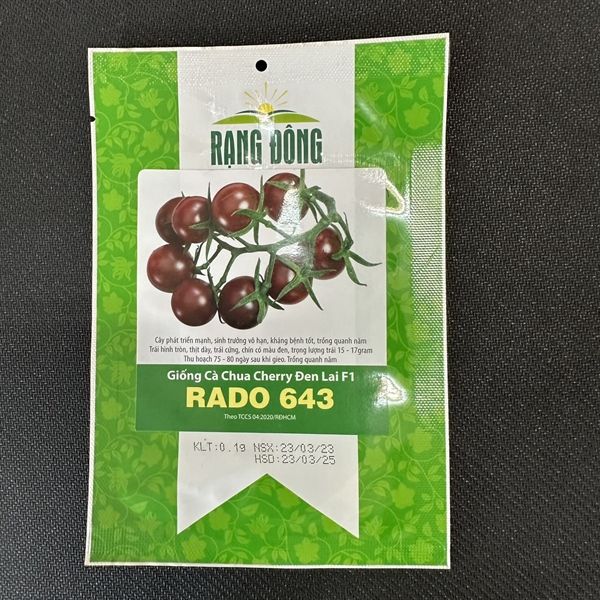 RẠNG ĐÔNG
Cây phát triển mạnh, sinh trưởng vô hạn, kháng bệnh tốt, trồng quanh năm
Trái hình tròn, thịt dày, trái cứng, chín có màu đen, trọng lượng trái 15 - 17gram
Thu hoạch 75 - 80 ngày sau khi gieo. Trồng quanh năm
Giống Cà Chua Cherry Đen Lai F1
RADO 643
Theo TCCS 04:2020/RĐHCM
KLT:0.1g NSX:23/03/23
HSD:23/03/25